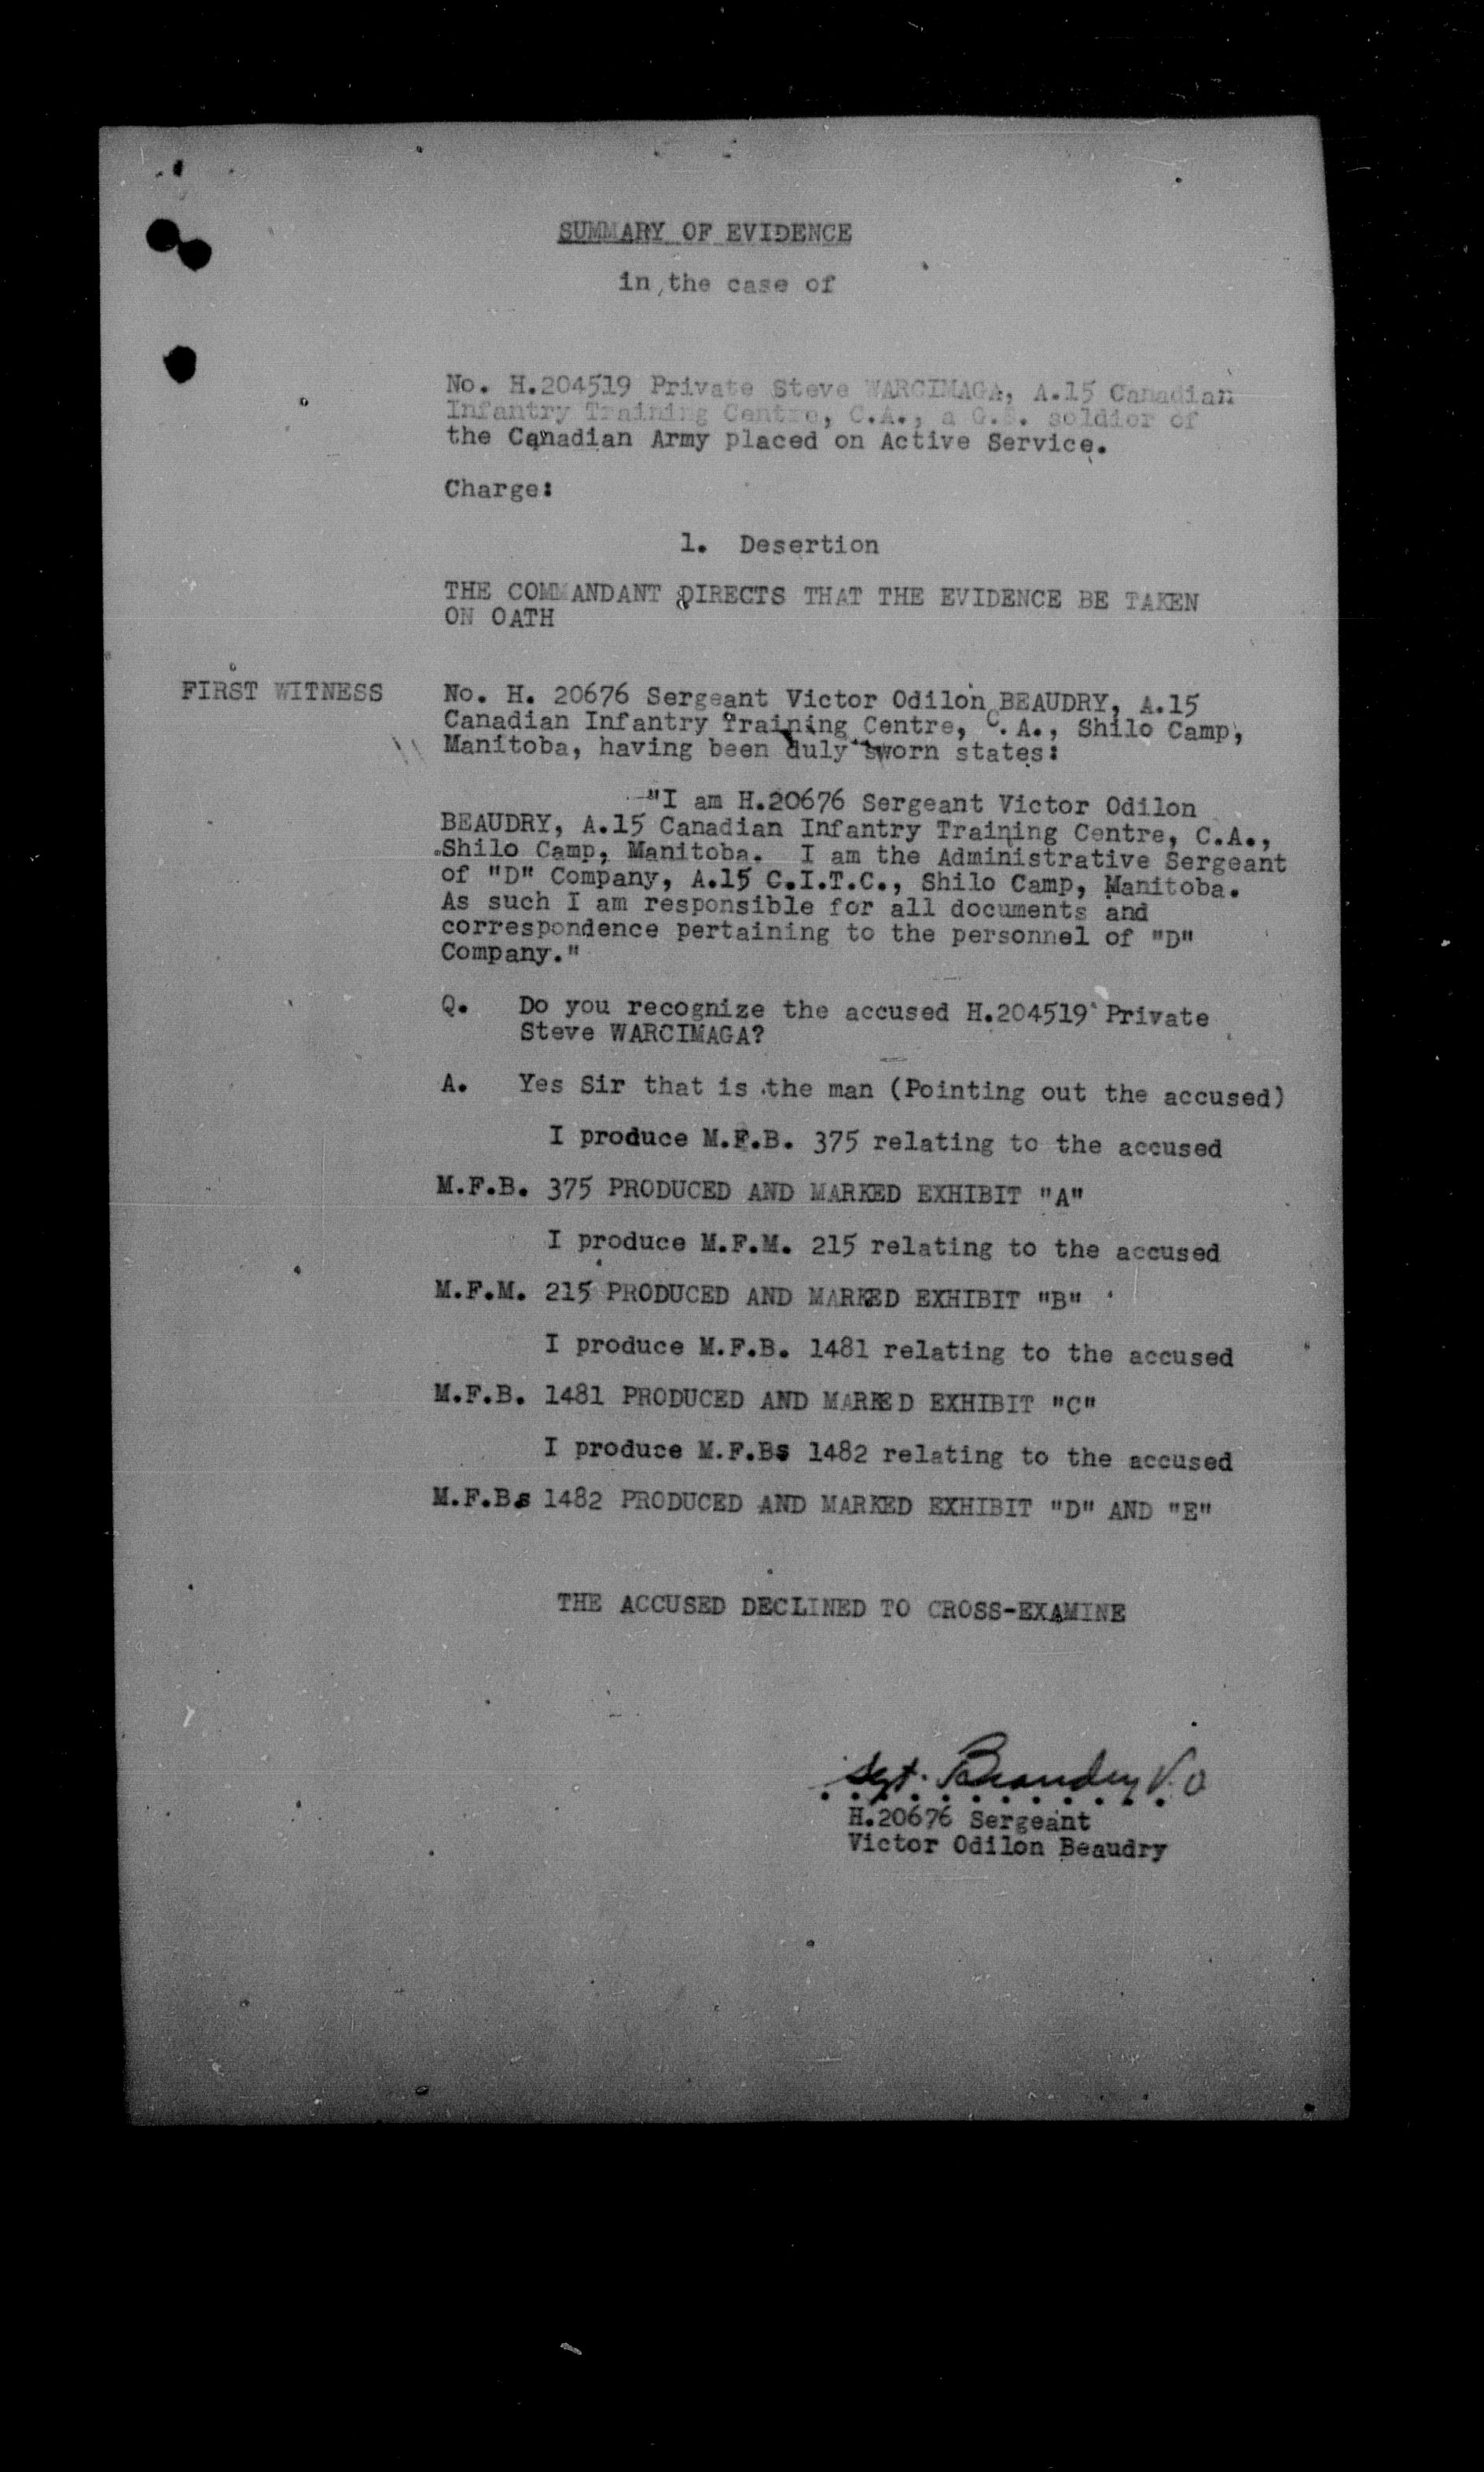 SUMMARY OF EVIDENCE
in the case of
No. H.204519 Private Steve WARCIMAGA, A.15 Canadian
Infantry Training Centre, C.A., a G.S. soldier of
the Canadian Army placed on Active Service.
Charge:
1. Desertion
THE COMMANDANT DIRECTS THAT THE EVIDENCE BE TAKEN
ON OATH
FIRST WITNESS
No. H. 20676 Sergeant Victor Odilon BEAUDRY, A.15
Canadian Infantry Training Centre, C.A., Shilo Camp,
Manitoba, having been duly sworn states:
"I am H.20676 Sergeant Victor Odilon
BEAUDRY, A.15 Canadian Infantry Training Centre, C.A.,
Shilo Camp, Manitoba. I am the Administrative Sergeant
of "D" Company, A.15 C.I.T.C., Shilo Camp, Manitoba.
As such I am responsible for all documents and
correspondence pertaining to the personnel of "D"
Company."
Q. Do you recognize the accused H.204519 Private
Steve WARCIMAGA?
A. Yes Sir that is the man (Pointing out the accused)
I produce M.F.B. 375 relating to the accused
M.F.B. 375 PRODUCED AND MARKED EXHIBIT "A"
I produce M.F.M. 215 relating to the accused
M.F.M. 215 PRODUCED AND MARKED EXHIBIT "B"
I produce M.F.B. 1481 relating to the accused
M.F.B. 1481 PRODUCED AND MARKED EXHIBIT "C"
I produce M.F.Bs 1482 relating to the accused
M.F.Bs 1482 PRODUCED AND MARKED EXHIBIT "D" AND "E"
THE ACCUSED DECLINED TO CROSS-EXAMINE
Sgt. Beaudry V. O
H.20676 Sergeant
Victor Odilon Beaudry